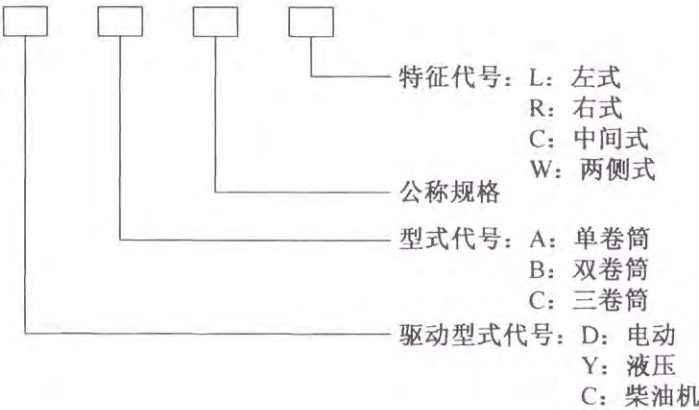 特征代号：L：左式
R：右式
C：中间式
W：两侧式
公称规格
型式代号：A：单卷筒
B：双卷筒
C：三卷筒
驱动型式代号：D：电动
Y：液压
C：柴油机